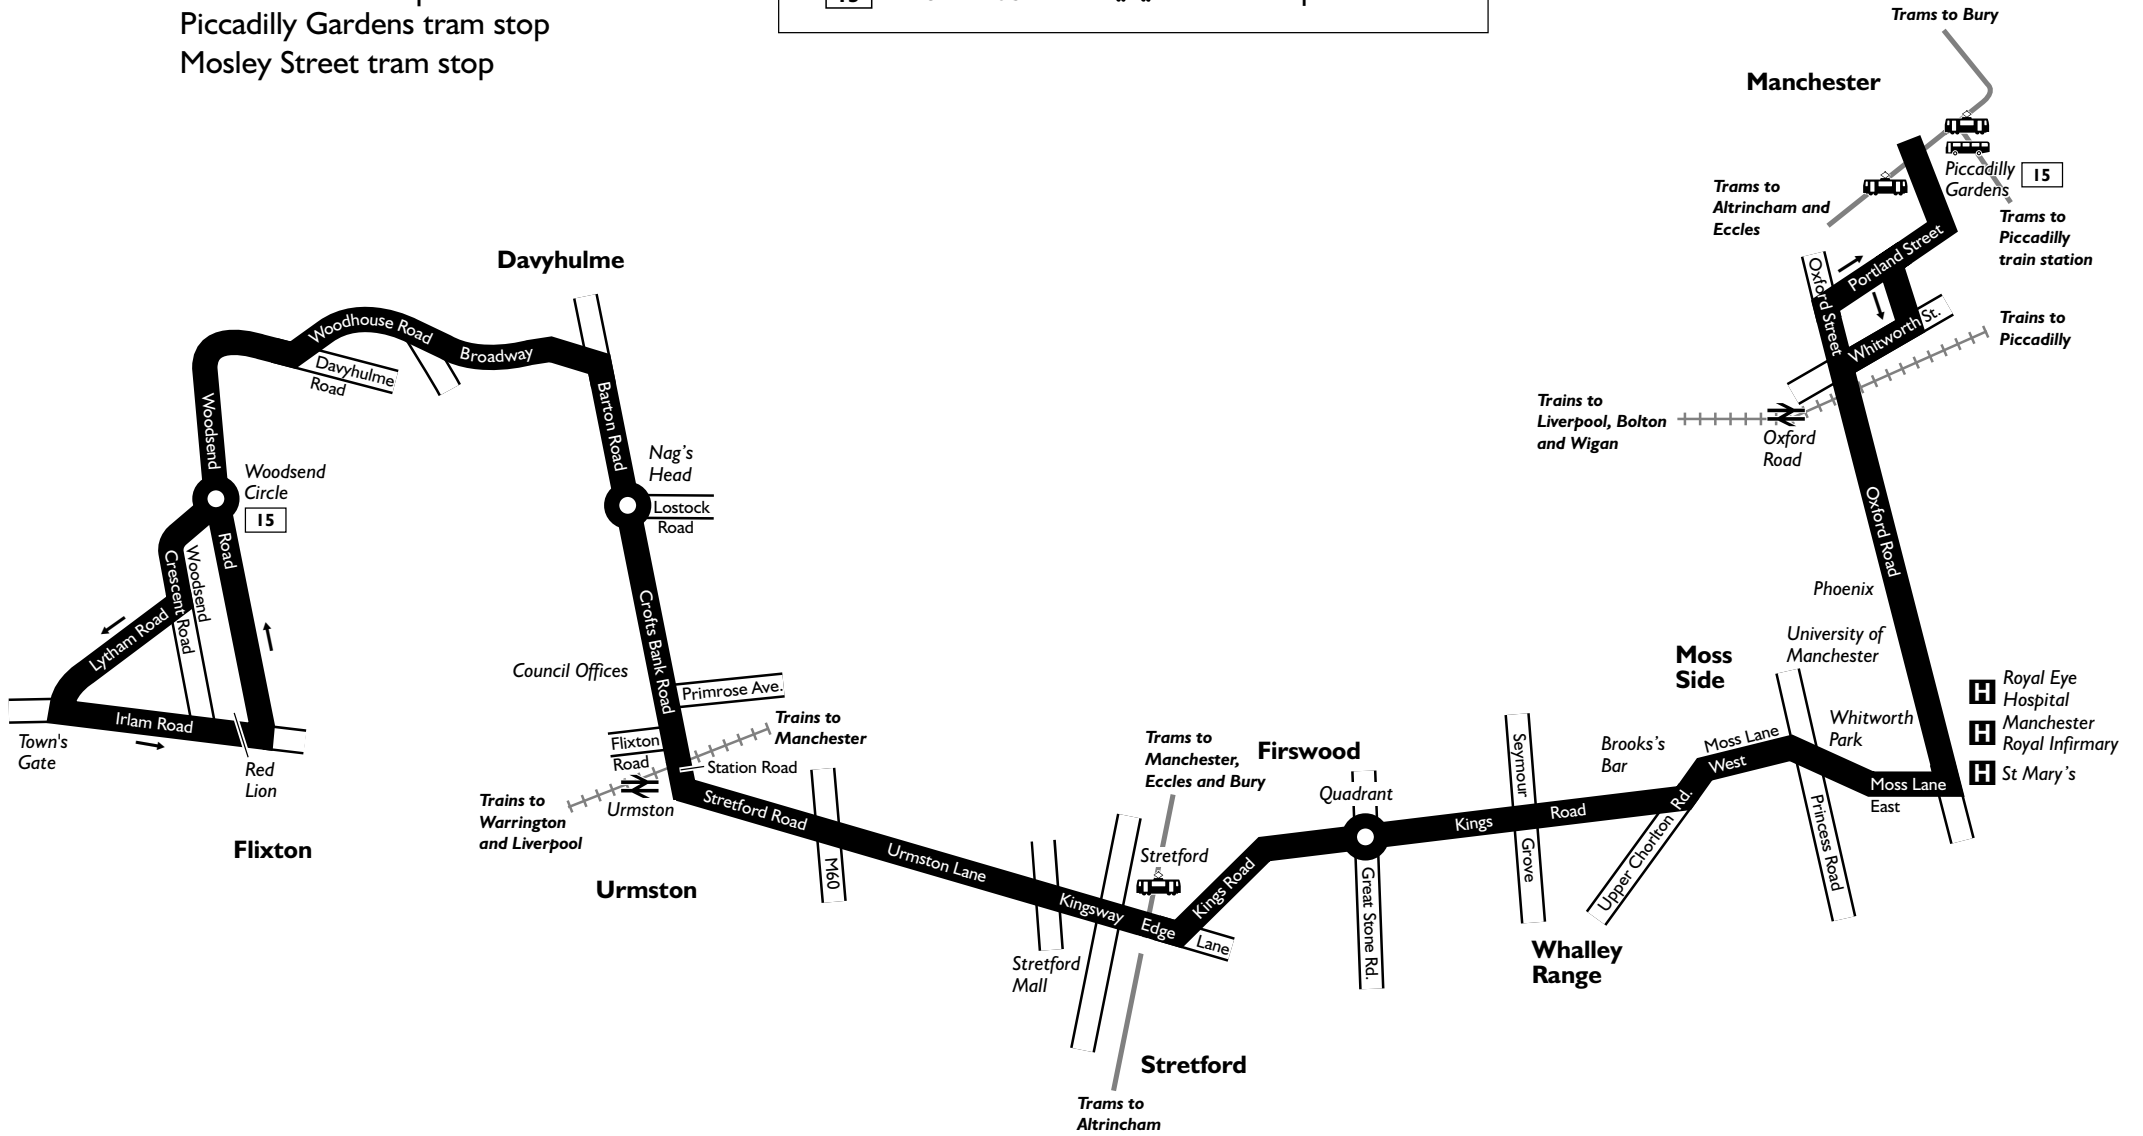 Piccadilly Gardens tram stop
Mosley Street tram stop
Trams to Bury
Manchester
Piccadilly
Gardens
15
Trams to
Altrincham and
Eccles
Trams to
Piccadilly
train station
Portland Street
Oxford Street
Whitworth St.
Trains to
Piccadilly
Trains to
Liverpool, Bolton
and Wigan
Oxford
Road
Oxford Road
Davyhulme
Woodhouse Road
Broadway
Davyhulme
Road
Barton Road
Nag's
Head
Lostock
Road
Woodsend
Woodsend
Circle
15
Road
Woodsend
Crescent Road
Lytham Road
Irlam Road
Town's
Gate
Red
Lion
Flixton
Crofts Bank Road
Council Offices
Primrose Ave.
Flixton
Road
Trains to
Manchester
Station Road
Urmston
Trains to
Warrington
and Liverpool
Urmston
Stretford Road
M60
Urmston Lane
Kingsway
Edge
Lane
Stretford
Mall
Trams to
Manchester,
Eccles and Bury
Stretford
Stretford
Trams to
Altrincham
Kings Road
Firswood
Quadrant
Great Stone Rd.
Kings
Road
Seymour
Grove
Whalley
Range
Brooks's
Bar
Upper Chorlton Rd.
Moss
Side
Moss Lane
West
Princess Road
Phoenix
University of
Manchester
Whitworth
Park
Moss Lane
East
H Royal Eye
Hospital
H Manchester
Royal Infirmary
H St Mary's